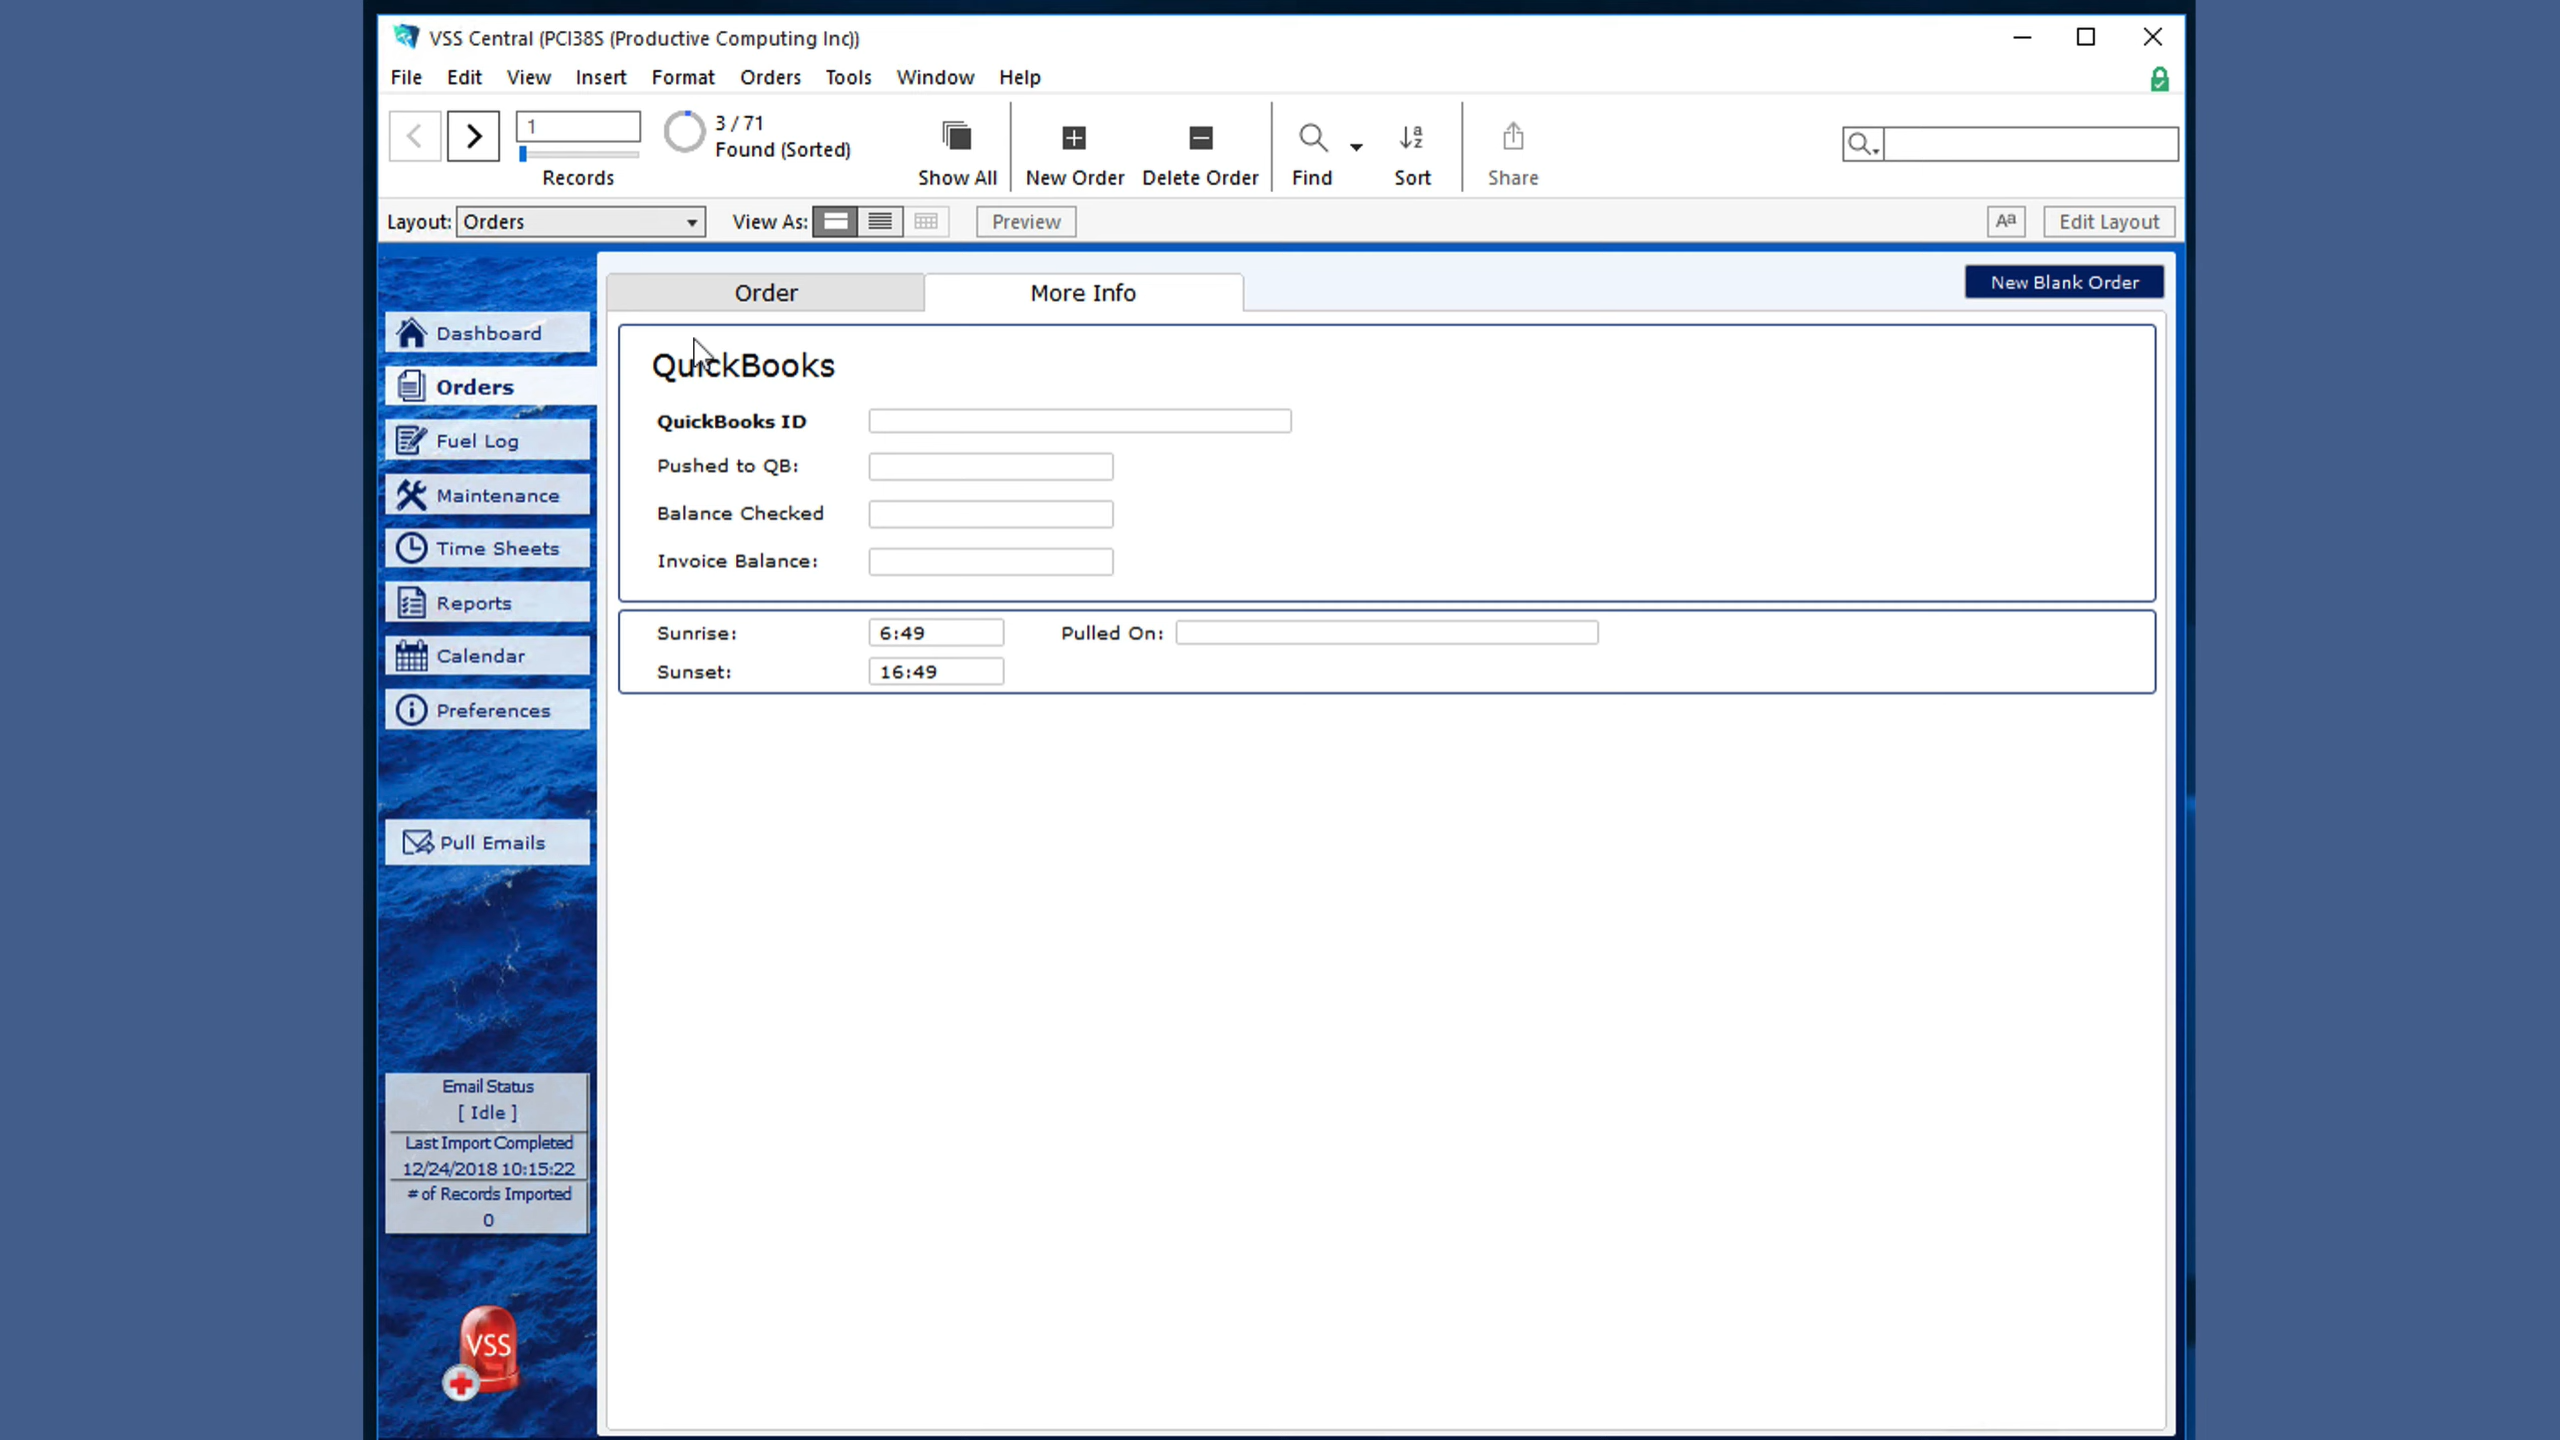 VSS Central (PCI38S (Productive Computing Inc))
File Edit View Insert Format Orders Tools Window Help
1
3 / 71
Found (Sorted)
Records
Show All
New Order
Delete Order
Find
Sort
Share
Layout: Orders
View As:
Preview
Aa
Edit Layout
Dashboard
Orders
Fuel Log
Maintenance
Time Sheets
Reports
Calendar
Preferences
Pull Emails
Email Status
[ Idle ]
Last Import Completed
12/24/2018 10:15:22
# of Records Imported
0
VSS
Order
More Info
New Blank Order
QuickBooks
QuickBooks ID
Pushed to QB:
Balance Checked
Invoice Balance:
Sunrise: 6:49 Pulled On:
Sunset: 16:49